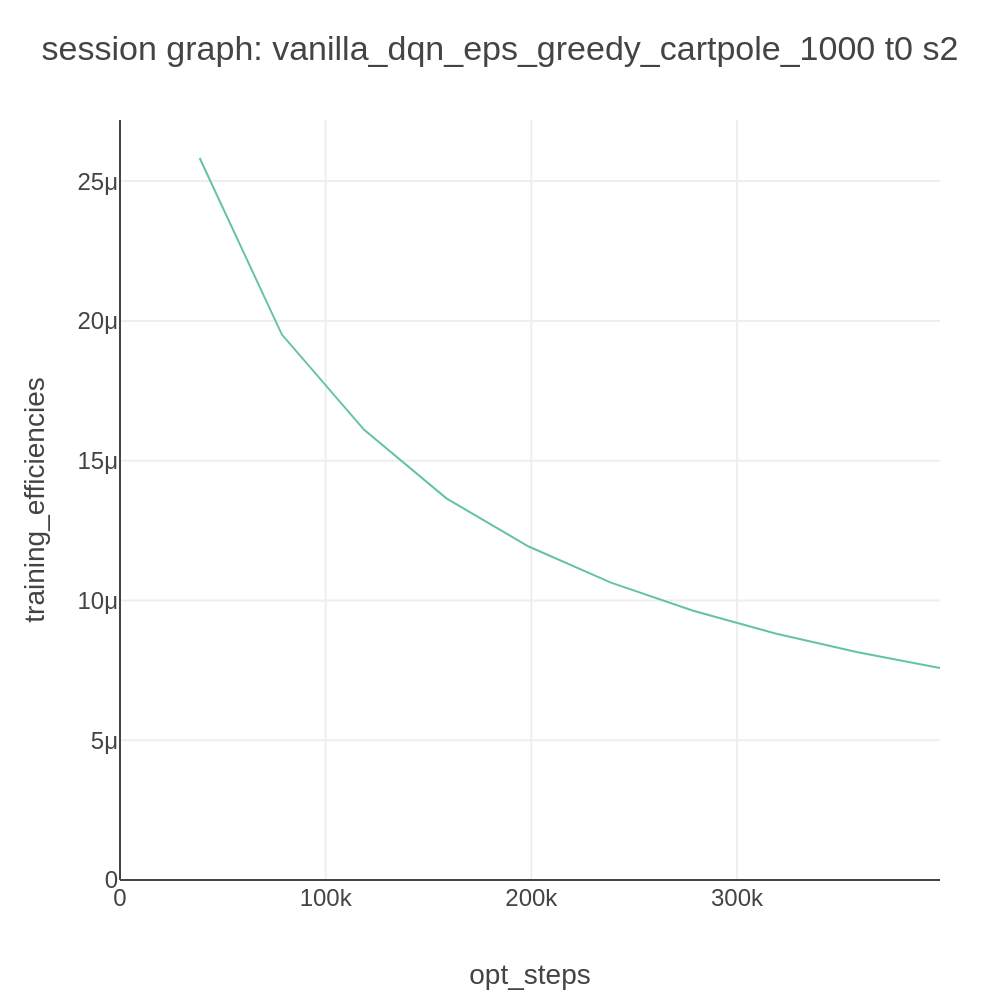 session graph: vanilla_dqn_eps_greedy_cartpole_1000 t0 s2
training_efficiencies
25μ
20μ
15μ
10μ
5μ
0
0
100k
200k
300k
opt_steps